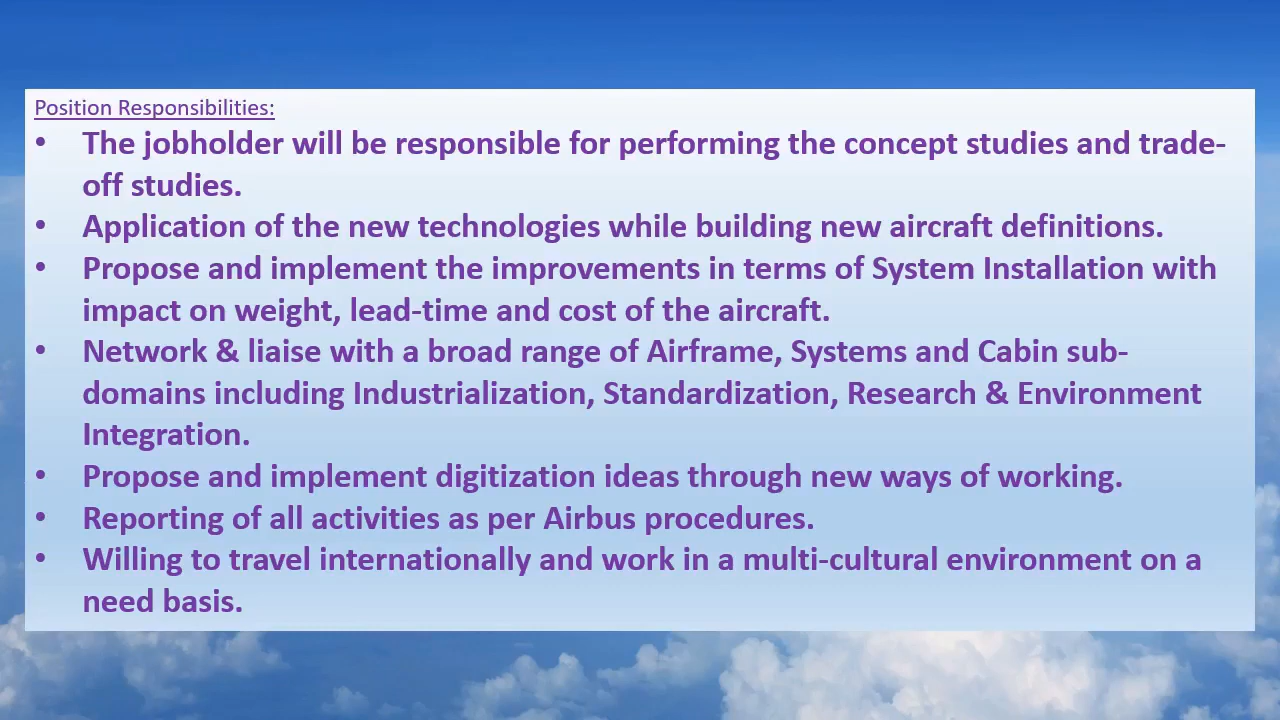 Position Responsibilities:
• The jobholder will be responsible for performing the concept studies and trade-
off studies.
• Application of the new technologies while building new aircraft definitions.
• Propose and implement the improvements in terms of System Installation with
impact on weight, lead-time and cost of the aircraft.
• Network & liaise with a broad range of Airframe, Systems and Cabin sub-
domains including Industrialization, Standardization, Research & Environment
Integration.
• Propose and implement digitization ideas through new ways of working.
• Reporting of all activities as per Airbus procedures.
• Willing to travel internationally and work in a multi-cultural environment on a
need basis.